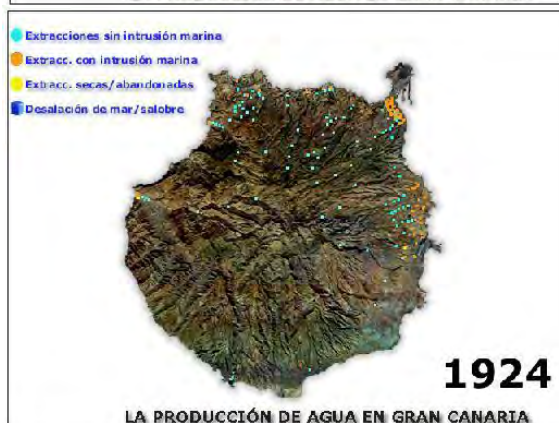 Extracciones sin intrusión marina
Extracc. con intrusión marina
Extracc. secas/abandonadas
Desalación de mar/salobre
1924
LA PRODUCCIÓN DE AGUA EN GRAN CANARIA